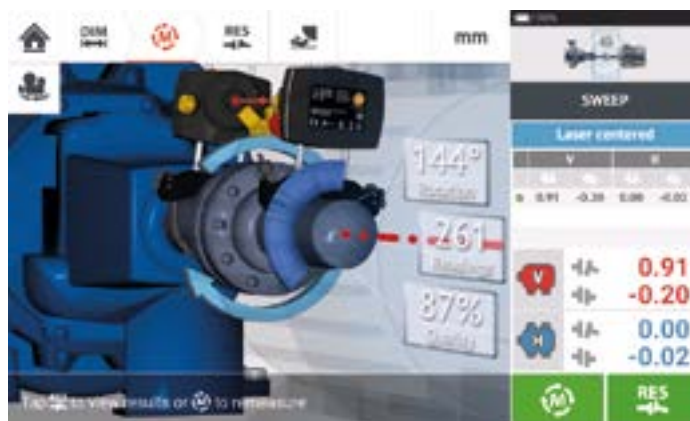 DIM
M
RES
mm
100%
SWEEP
Laser centered
144°
Rotation
261
87%
Quality
V
H
0.91 -0.20 0.00 -0.02
V
0.91
-0.20
H
0.00
-0.02
Tap to view results or M to remeasure
M
RES